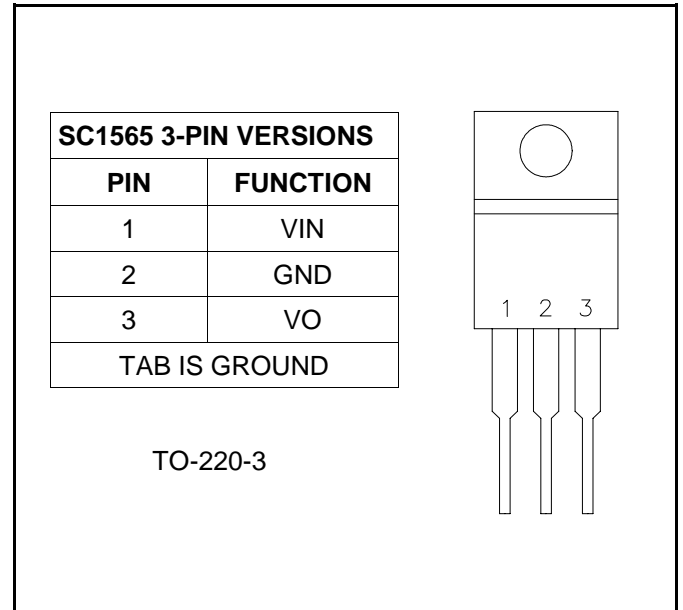 SC1565 3-PIN VERSIONS
PIN FUNCTION
1 VIN
2 GND
3 VO
TAB IS GROUND
TO-220-3
1 2 3